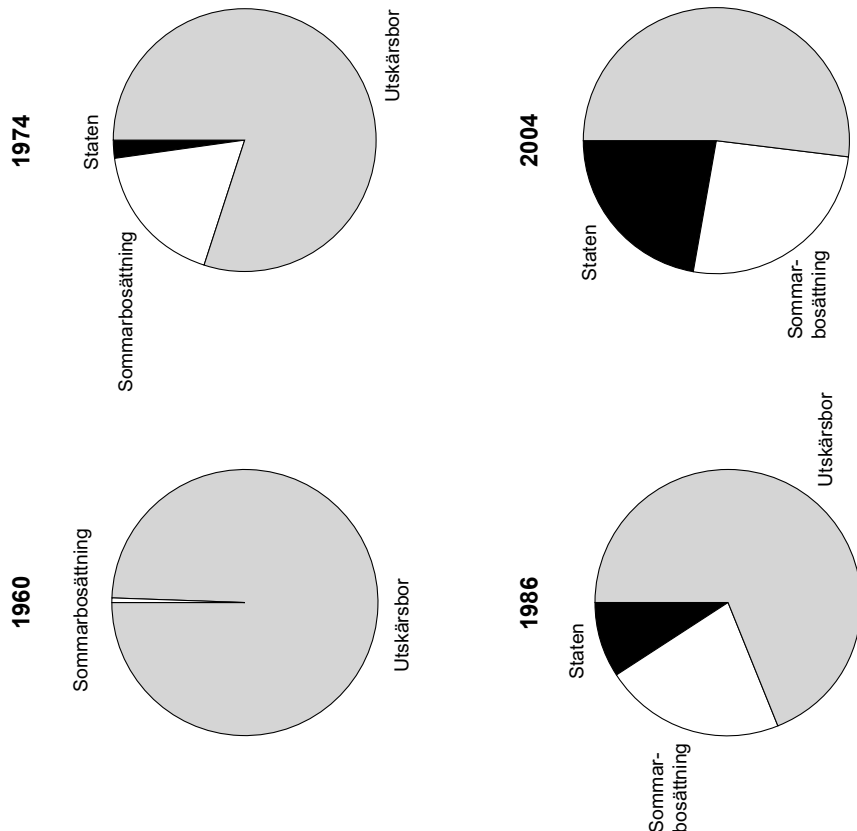 1960
Sommarbosättning
Utskärsbor
1974
Staten
Sommarbosättning
Utskärsbor
1986
Staten
Sommar-
bosättning
Utskärsbor
2004
Staten
Sommar-
bosättning